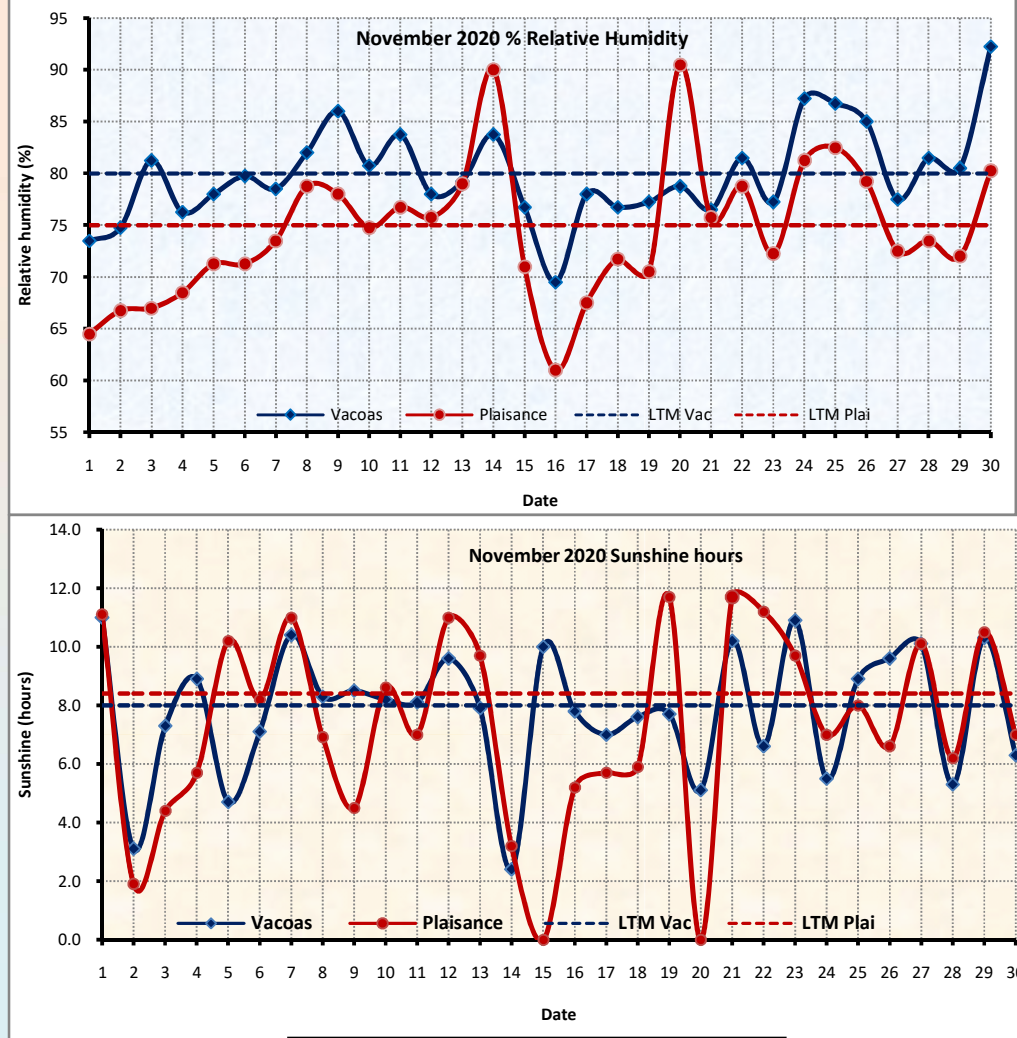 November 2020 % Relative Humidity
Relative humidity (%)
95
90
85
80
75
70
65
60
55
Vacoas Plaisance LTM Vac LTM Plai
1 2 3 4 5 6 7 8 9 10 11 12 13 14 15 16 17 18 19 20 21 22 23 24 25 26 27 28 29 30
Date
November 2020 Sunshine hours
Sunshine (hours)
14.0
12.0
10.0
8.0
6.0
4.0
2.0
0.0
Vacoas Plaisance LTM Vac LTM Plai
1 2 3 4 5 6 7 8 9 10 11 12 13 14 15 16 17 18 19 20 21 22 23 24 25 26 27 28 29 30
Date